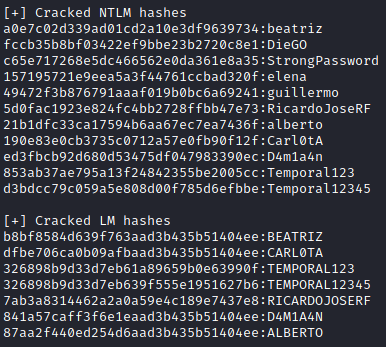 [+] Cracked NTLM hashes
a0e7c02d339ad01cd2a10e3df9639734:beatriz
fccb35b8bf03422ef9bbe23b2720c8e1:DieGO
c65e717268e5dc466562e0da361e8a35:StrongPassword
157195721e9eea5a3f44761ccbad320f:elena
49472f3b876791aaaf019b0bc6a69241:guillermo
5d0fac1923e824fc4bb2728ffbb47e73:RicardoJoseRF
21b1dfc33ca17594b6aa67ec7ea7436f:alberto
190e83e0cb3735c0712a57e0fb90f12f:Carl0tA
ed3fbcb92d680d53475df047983390ec:D4m1a4n
853ab37ae795a13f24842355be2005cc:Temporal123
d3bdcc79c059a5e808d00f785d6efbbe:Temporal12345
[+] Cracked LM hashes
b8bf8584d639f763aad3b435b51404ee:BEATRIZ
dfbe706ca0b09afbaad3b435b51404ee:CARL0TA
326898b9d33d7eb61a89659b0e63990f:TEMPORAL123
326898b9d33d7eb639f555e1951627b6:TEMPORAL12345
7ab3a8314462a2a0a59e4c189e7437e8:RICARDOJOSERF
841a57caff3f6e1eaad3b435b51404ee:D4M1A4N
87aa2f440ed254d6aad3b435b51404ee:ALBERTO